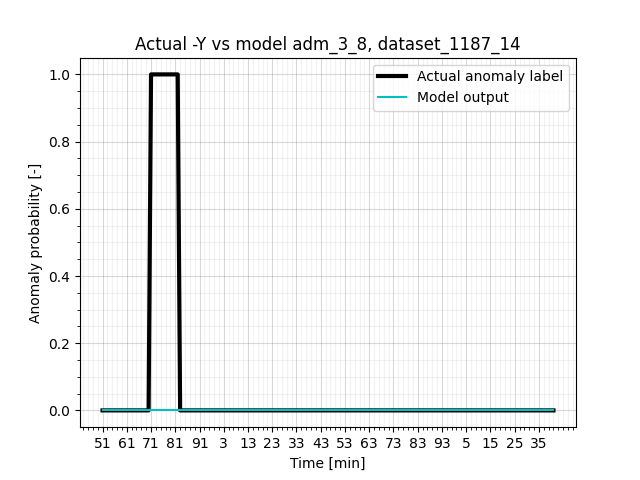 Actual -Y vs model adm_3_8, dataset_1187_14
Actual anomaly label
Model output
Anomaly probability [-]
1.0
0.8
0.6
0.4
0.2
0.0
51 61 71 81 91 3 13 23 33 43 53 63 73 83 93 5 15 25 35
Time [min]